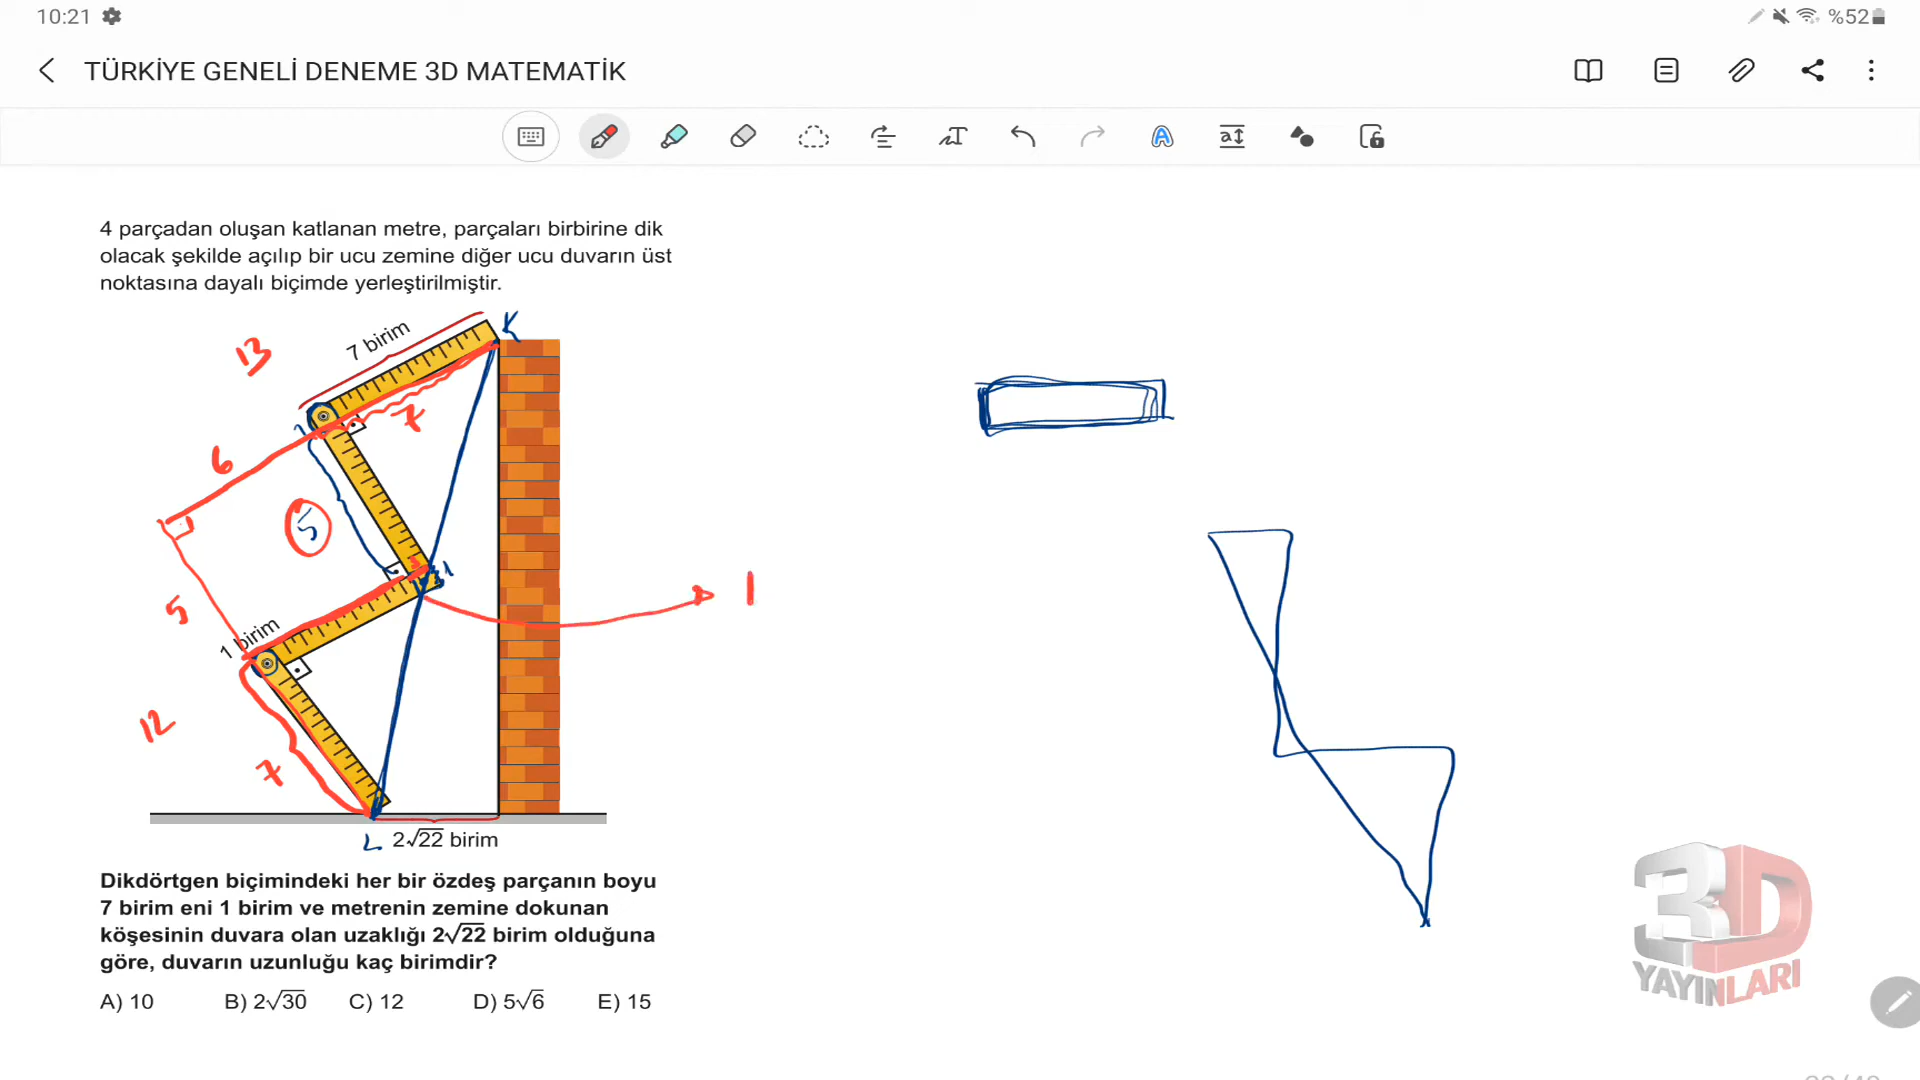 10:21
%52
TÜRKİYE GENELİ DENEME 3D MATEMATİK
4 parçadan oluşan katlanan metre, parçaları birbirine dik
olacak şekilde açılıp bir ucu zemine diğer ucu duvarın üst
noktasına dayalı biçimde yerleştirilmiştir.
K
7 birim
13
7
6
5
1
5
1 birim
12
7
L
2√22 birim
Dikdörtgen biçimindeki her bir özdeş parçanın boyu
7 birim eni 1 birim ve metrenin zemine dokunan
köşesinin duvara olan uzaklığı 2√22 birim olduğuna
göre, duvarın uzunluğu kaç birimdir?
A) 10 B) 2√30 C) 12 D) 5√6 E) 15
3D
YAYINLARI